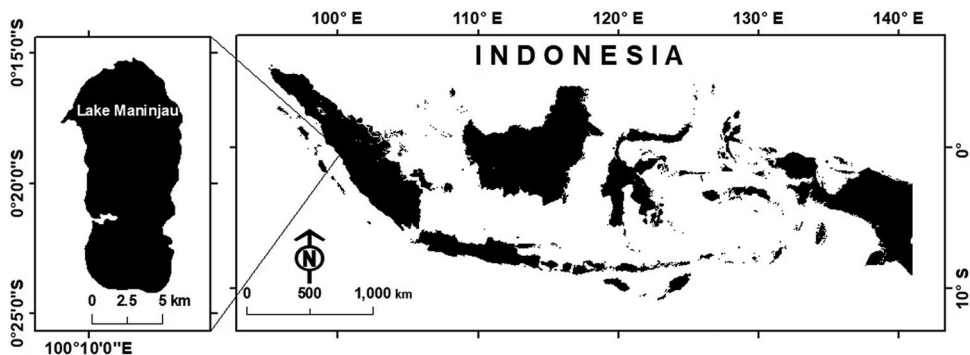 100° E 110° E 120° E 130° E 140° E
INDONESIA
0°15'0"S
Lake Maninjau
0°
0°20'0"S
N
0 2.5 5 km
0 500 1,000 km
10° S
0°25'0"S
100°10'0"E